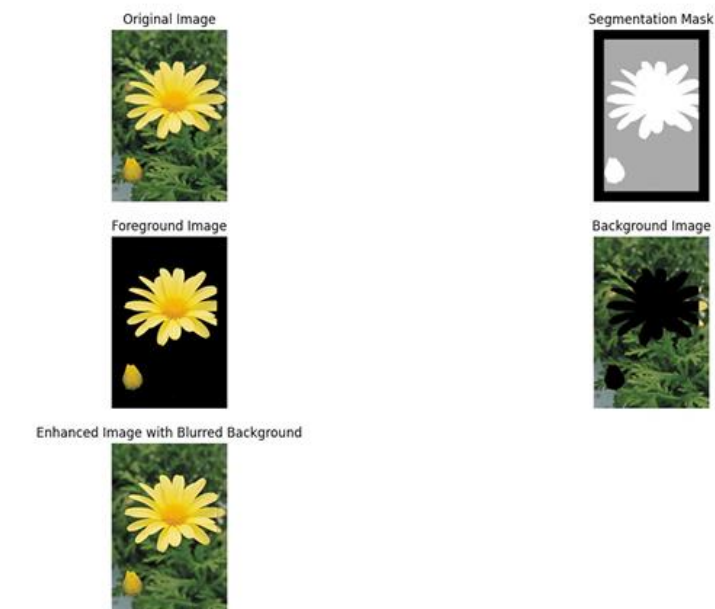 Original Image
Segmentation Mask
Foreground Image
Background Image
Enhanced Image with Blurred Background